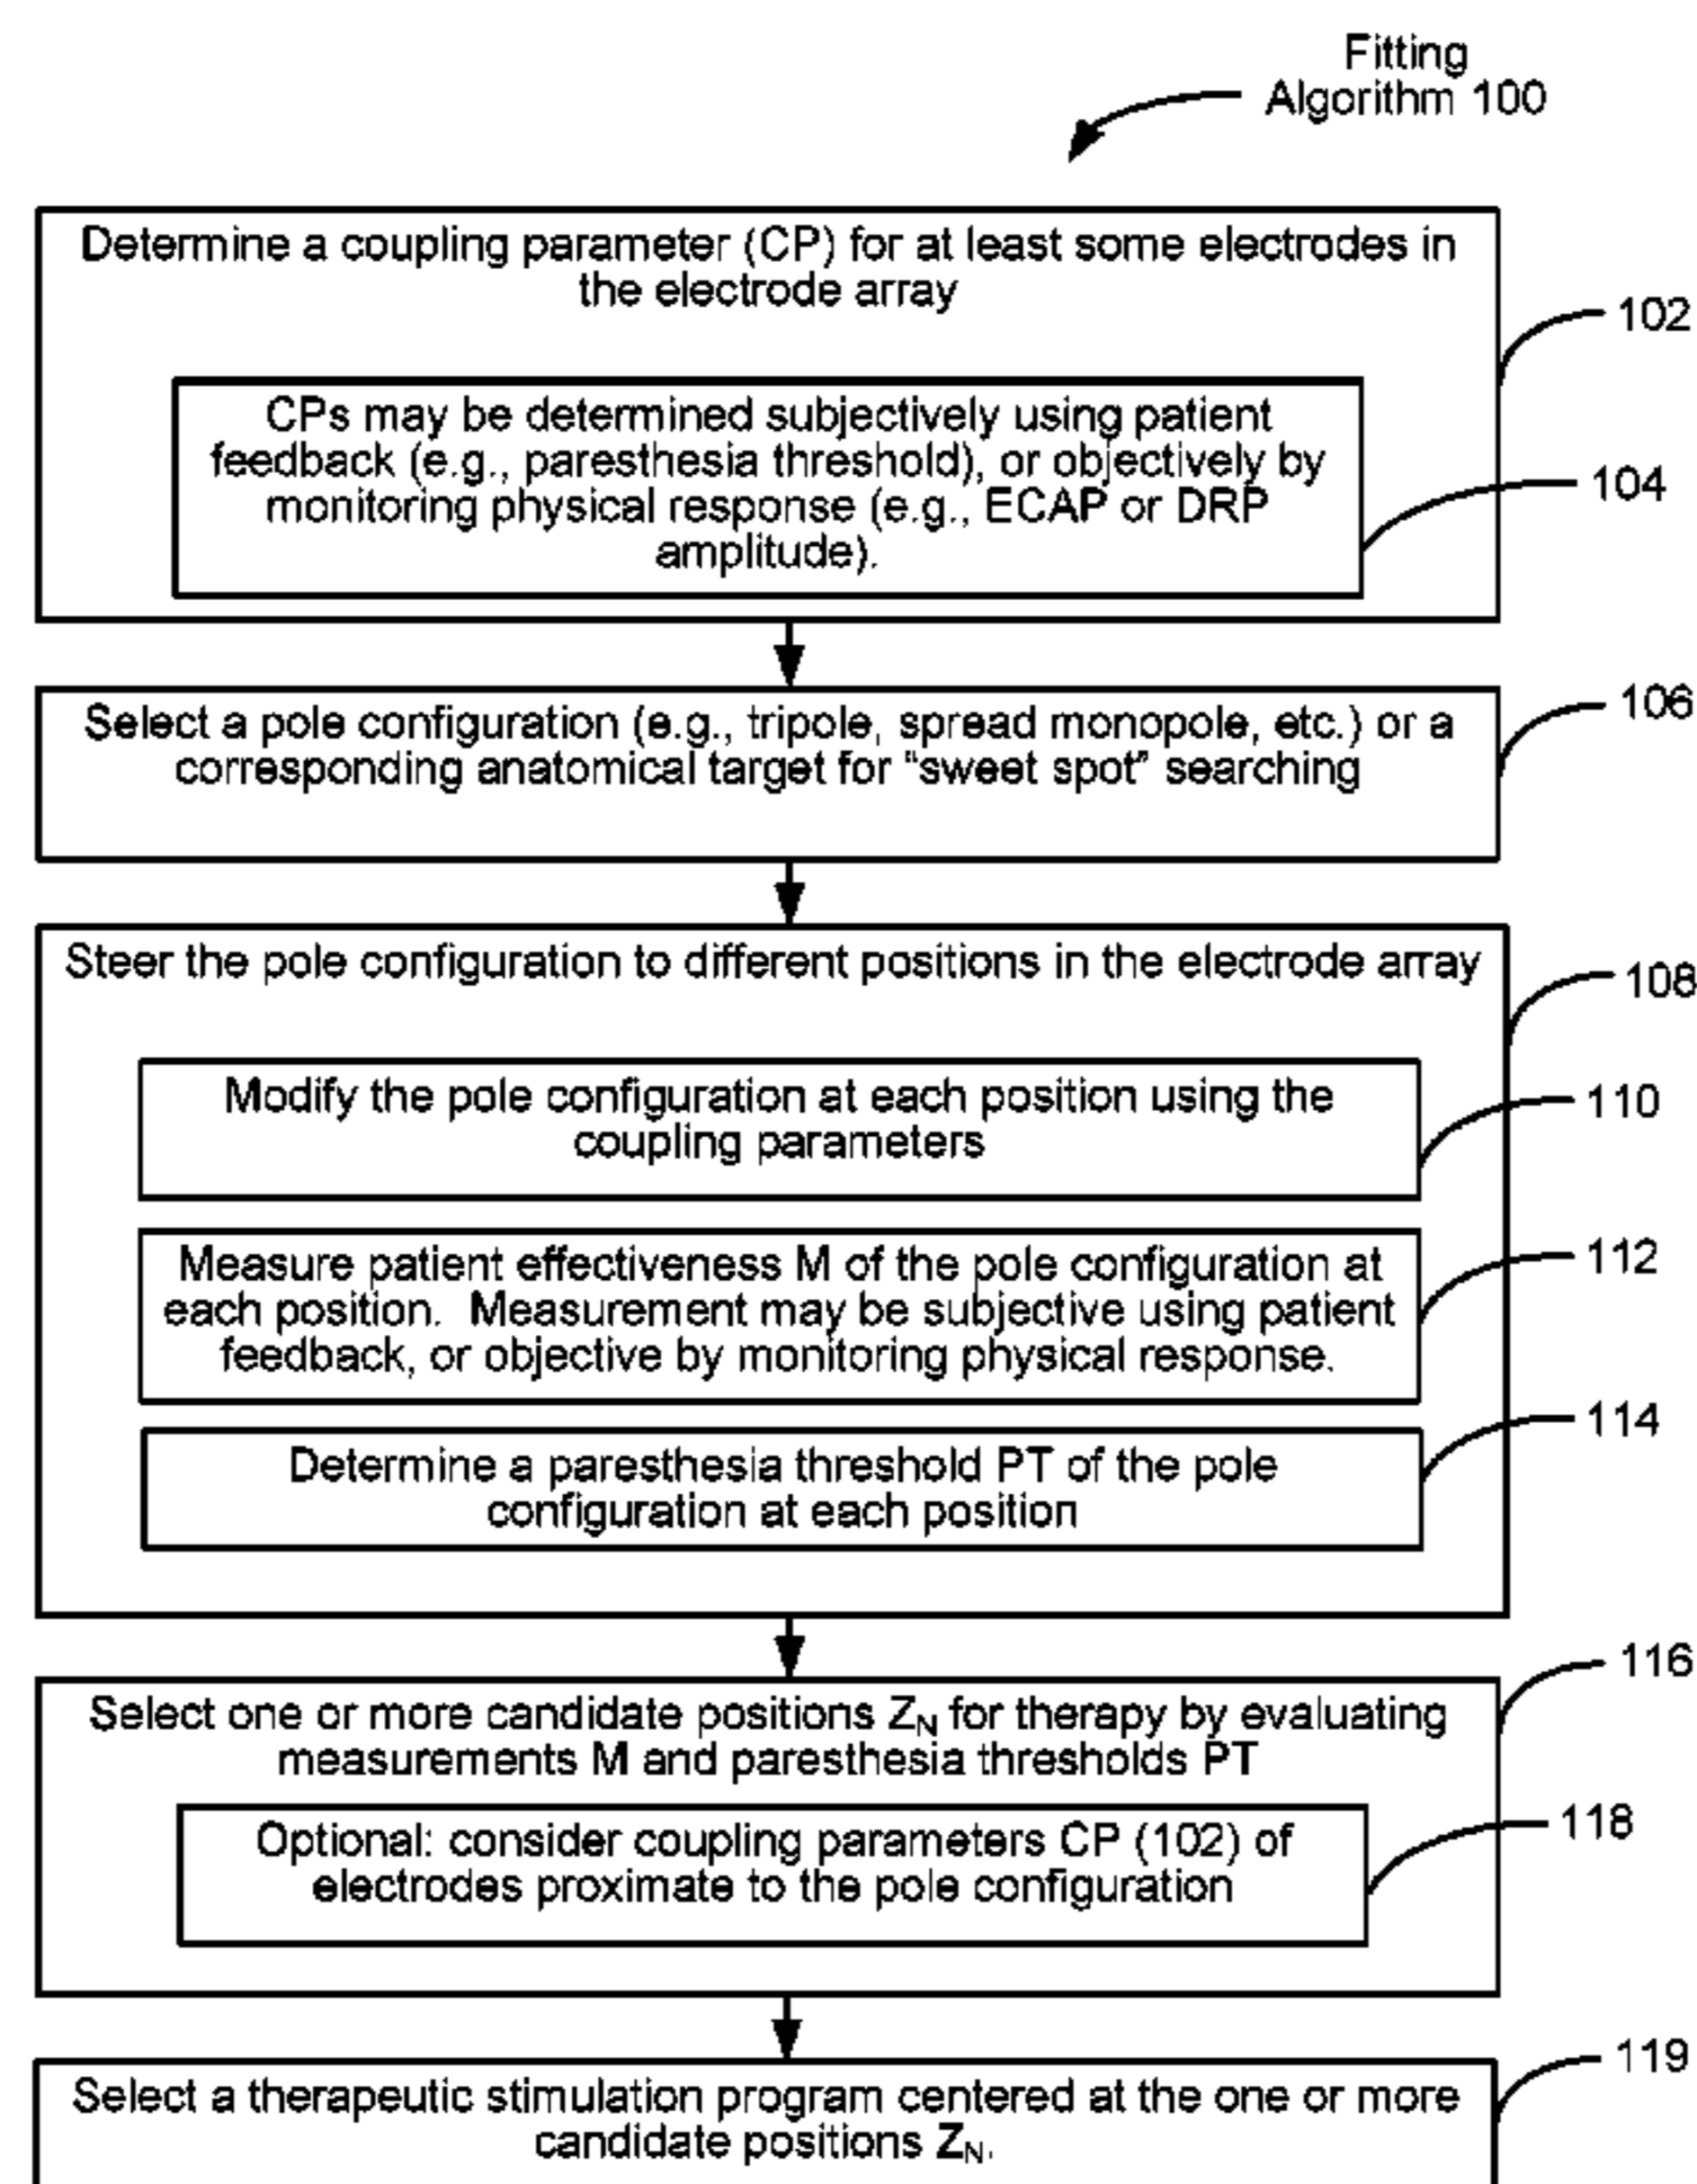 Fitting
Algorithm 100
Determine a coupling parameter (CP) for at least some electrodes in
the electrode array
102
CPs may be determined subjectively using patient
feedback (e.g., paresthesia threshold), or objectively by
monitoring physical response (e.g., ECAP or DRP
amplitude).
104
Select a pole configuration (e.g., tripole, spread monopole, etc.) or a
corresponding anatomical target for "sweet spot" searching
106
Steer the pole configuration to different positions in the electrode array
108
Modify the pole configuration at each position using the
coupling parameters
110
Measure patient effectiveness M of the pole configuration at
each position. Measurement may be subjective using patient
feedback, or objective by monitoring physical response.
112
Determine a paresthesia threshold PT of the pole
configuration at each position
114
Select one or more candidate positions Z_N for therapy by evaluating
measurements M and paresthesia thresholds PT
116
Optional: consider coupling parameters CP (102) of
electrodes proximate to the pole configuration
118
Select a therapeutic stimulation program centered at the one or more
candidate positions Z_N.
119